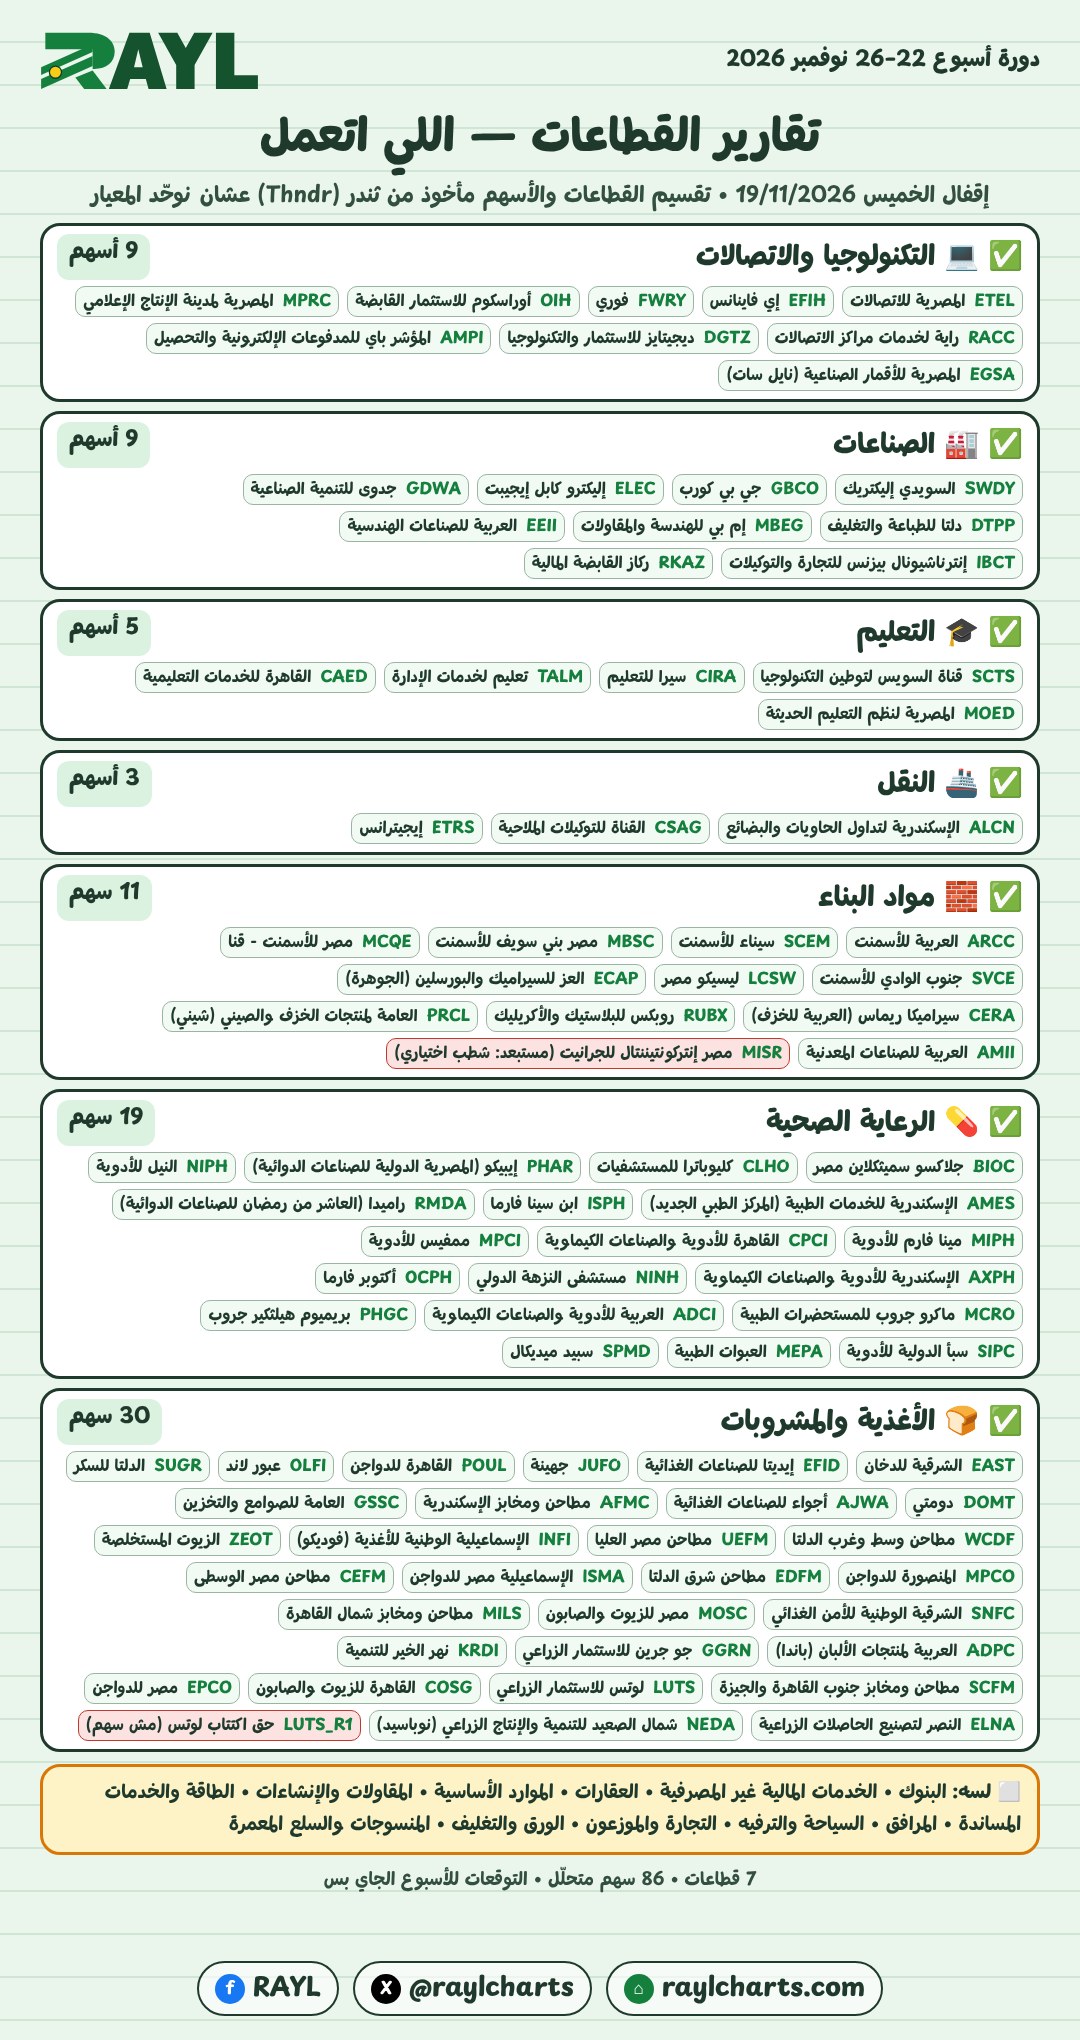 RAYL
دورة أسبوع 22-26 نوفمبر 2026
تقارير القطاعات — اللي اتعمل
إقفال الخميس 19/11/2026 • تقسيم القطاعات والأسهم مأخوذ من ثندر (Thndr) عشان نوحّد المعيار
✅ 💻 التكنولوجيا والاتصالات 9 أسهم
ETEL المصرية للاتصالات EFIH إي فاينانس FWRY فوري OIH أوراسكوم للاستثمار القابضة MPRC المصرية لمدينة الإنتاج الإعلامي
RACC راية لخدمات مراكز الاتصالات DGTZ ديجيتايز للاستثمار والتكنولوجيا AMPI المؤشر باي للمدفوعات الإلكترونية والتحصيل
EGSA المصرية للأقمار الصناعية (نايل سات)
✅ 🏭 الصناعات 9 أسهم
SWDY السويدي إليكتريك GBCO جي بي كورب ELEC إليكترو كابل إيجيبت GDWA جدوى للتنمية الصناعية
DTPP دلتا للطباعة والتغليف MBEG إم بي للهندسة والمقاولات EEII العربية للصناعات الهندسية
IBCT إنترناشيونال بيزنس للتجارة والتوكيلات RKAZ ركاز القابضة المالية
✅ 🎓 التعليم 5 أسهم
SCTS قناة السويس لتوطين التكنولوجيا CIRA سيرا للتعليم TALM تعليم لخدمات الإدارة CAED القاهرة للخدمات التعليمية
MOED المصرية لنظم التعليم الحديثة
✅ 🚢 النقل 3 أسهم
ALCN الإسكندرية لتداول الحاويات والبضائع CSAG القناة للتوكيلات الملاحية ETRS إيجيترانس
✅ 🧱 مواد البناء 11 سهم
ARCC العربية للأسمنت SCEM سيناء للأسمنت MBSC مصر بني سويف للأسمنت MCQE مصر للأسمنت - قنا
SVCE جنوب الوادي للأسمنت LCSW ليسيكو مصر ECAP العز للسيراميك والبورسلين (الجوهرة)
CERA سيراميكا ريماس (العربية للخزف) RUBX روبكس للبلاستيك والأكريليك PRCL العامة لمنتجات الخزف والصيني (شيني)
AMII العربية للصناعات المعدنية MISR مصر إنتركونتيننتال للجرانيت (مستبعد: شطب اختياري)
✅ 💊 الرعاية الصحية 19 سهم
BIOC جلاكسو سميثكلاين مصر CLHO كليوباترا للمستشفيات PHAR إيبيكو (المصرية الدولية للصناعات الدوائية) NIPH النيل للأدوية
AMES الإسكندرية للخدمات الطبية (المركز الطبي الجديد) ISPH ابن سينا فارما RMDA راميدا (العاشر من رمضان للصناعات الدوائية)
MIPH مينا فارم للأدوية CPCI القاهرة للأدوية والصناعات الكيماوية MPCI ممفيس للأدوية
AXPH الإسكندرية للأدوية والصناعات الكيماوية NINH مستشفى النزهة الدولي OCPH أكتوبر فارما
MCRO ماكرو جروب للمستحضرات الطبية ADCI العربية للأدوية والصناعات الكيماوية PHGC بريميوم هيلثكير جروب
SIPC سبأ الدولية للأدوية MEPA العبوات الطبية SPMD سبيد ميديكال
✅ 🍞 الأغذية والمشروبات 30 سهم
EAST الشرقية للدخان EFID إيديتا للصناعات الغذائية JUFO جهينة POUL القاهرة للدواجن OLFI عبور لاند SUGR الدلتا للسكر
DOMT دومتي AJWA أجواء للصناعات الغذائية AFMC مطاحن ومخابز الإسكندرية GSSC العامة للصوامع والتخزين
WCDF مطاحن وسط وغرب الدلتا UEFM مطاحن مصر العليا INFI الإسماعيلية الوطنية للأغذية (فوديكو) ZEOT الزيوت المستخلصة
MPCO المنصورة للدواجن EDFM مطاحن شرق الدلتا ISMA الإسماعيلية مصر للدواجن CEFM مطاحن مصر الوسطى
SNFC الشرقية الوطنية للأمن الغذائي MOSC مصر للزيوت والصابون MILS مطاحن ومخابز شمال القاهرة
ADPC العربية لمنتجات الألبان (باندا) GGRN جو جرين للاستثمار الزراعي KRDI نهر الخير للتنمية
SCFM مطاحن ومخابز جنوب القاهرة والجيزة LUTS لوتس للاستثمار الزراعي COSG القاهرة للزيوت والصابون EPCO مصر للدواجن
ELNA النصر لتصنيع الحاصلات الزراعية NEDA شمال الصعيد للتنمية والإنتاج الزراعي (نوباسيد) LUTS_R1 حق اكتتاب لوتس (مش سهم)
⬜ لسه: البنوك • الخدمات المالية غير المصرفية • العقارات • الموارد الأساسية • المقاولات والإنشاءات • الطاقة والخدمات
المساندة • المرافق • السياحة والترفيه • التجارة والموزعون • الورق والتغليف • المنسوجات والسلع المعمرة
7 قطاعات • 86 سهم متحلّل • التوقعات للأسبوع الجاي بس
f RAYL X @raylcharts ⌂ raylcharts.com